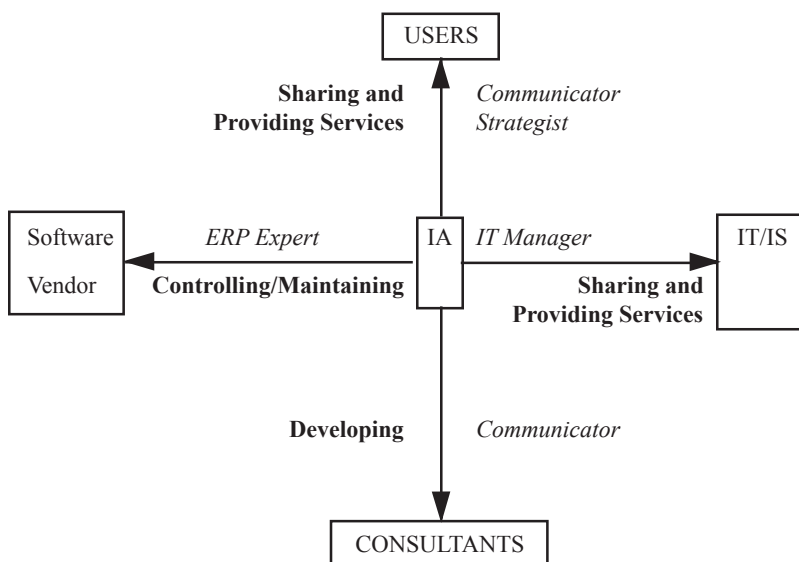 USERS
Sharing and
Providing Services
Communicator
Strategist
Software
Vendor
ERP Expert
Controlling/Maintaining
IA
IT Manager
Sharing and
Providing Services
IT/IS
Developing
Communicator
CONSULTANTS